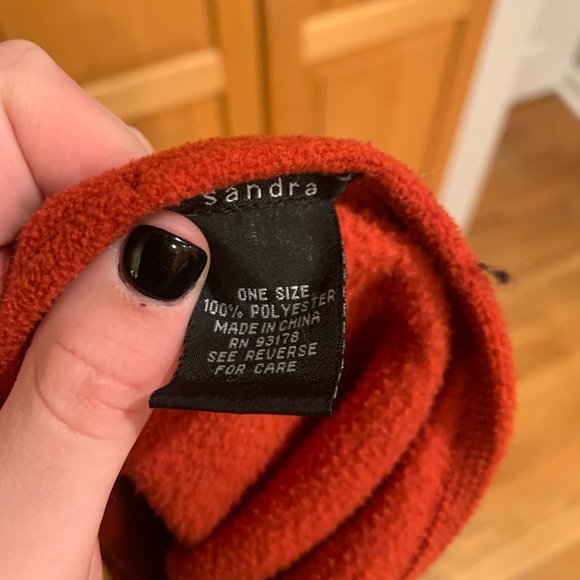 sandra
ONE SIZE
100% POLYESTER
MADE IN CHINA
RN 93178
SEE REVERSE
FOR CARE